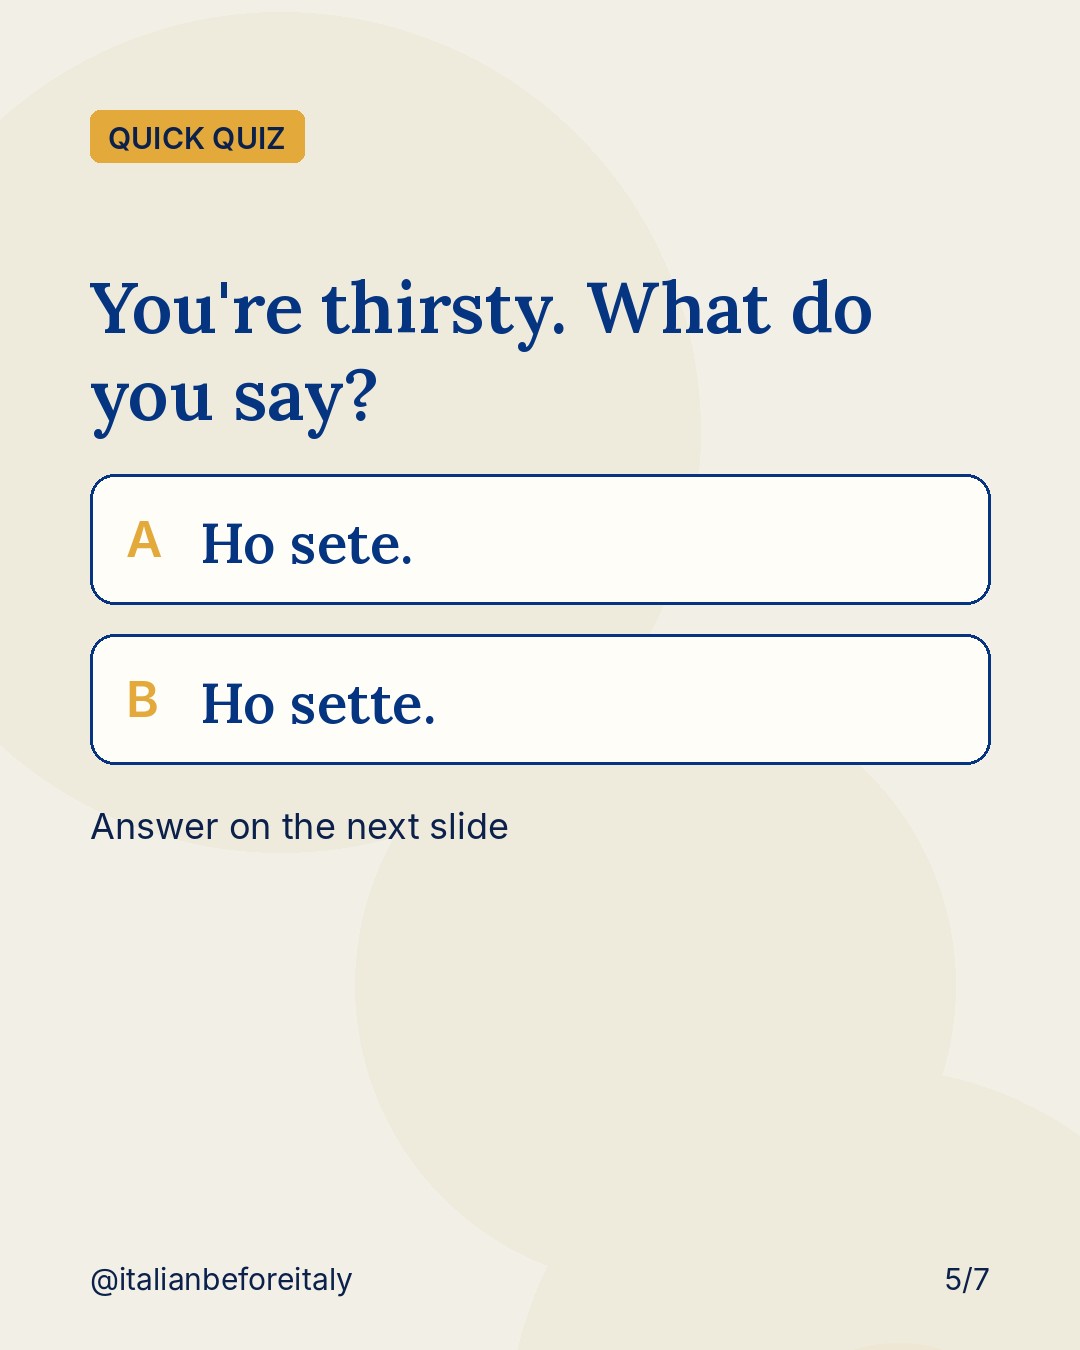 QUICK QUIZ
You're thirsty. What do
you say?
A Ho sete.
B Ho sette.
Answer on the next slide
@italianbeforeitaly 5/7